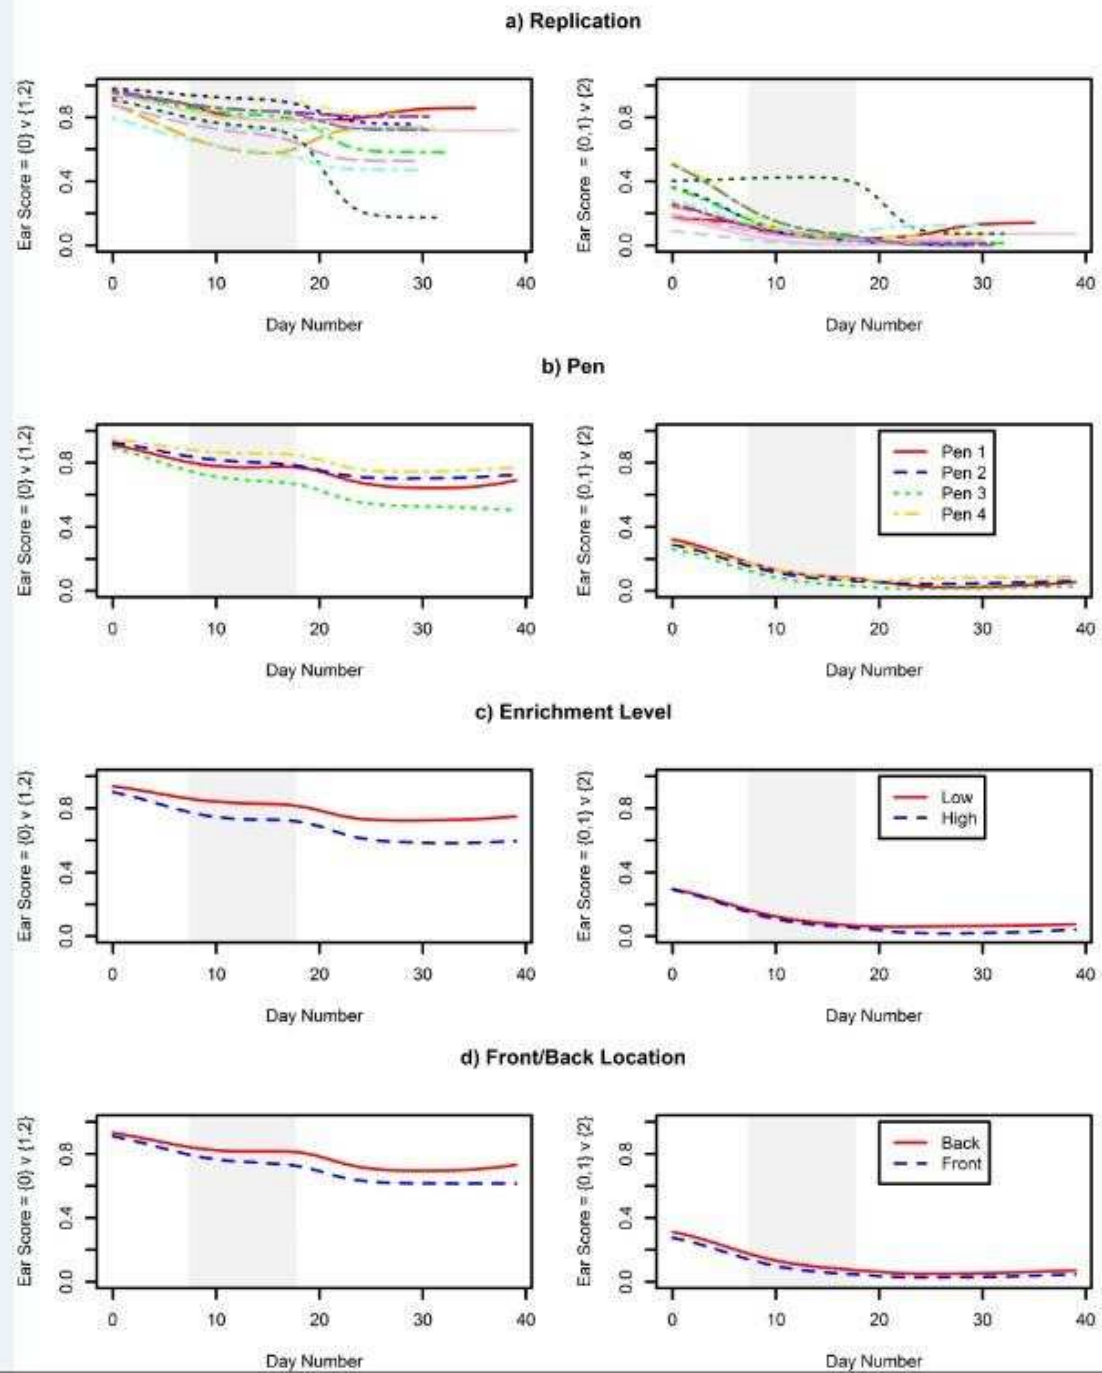 a) Replication
Ear Score = {0} v {1,2}
0.0 0.4 0.8
0 10 20 30 40
Day Number
Ear Score = {0,1} v {2}
0.0 0.4 0.8
0 10 20 30 40
Day Number
b) Pen
Ear Score = {0} v {1,2}
0.0 0.4 0.8
0 10 20 30 40
Day Number
Ear Score = {0,1} v {2}
0.0 0.4 0.8
Pen 1
Pen 2
Pen 3
Pen 4
0 10 20 30 40
Day Number
c) Enrichment Level
Ear Score = {0} v {1,2}
0.0 0.4 0.8
0 10 20 30 40
Day Number
Ear Score = {0,1} v {2}
0.0 0.4 0.8
Low
High
0 10 20 30 40
Day Number
d) Front/Back Location
Ear Score = {0} v {1,2}
0.0 0.4 0.8
0 10 20 30 40
Day Number
Ear Score = {0,1} v {2}
0.0 0.4 0.8
Back
Front
0 10 20 30 40
Day Number